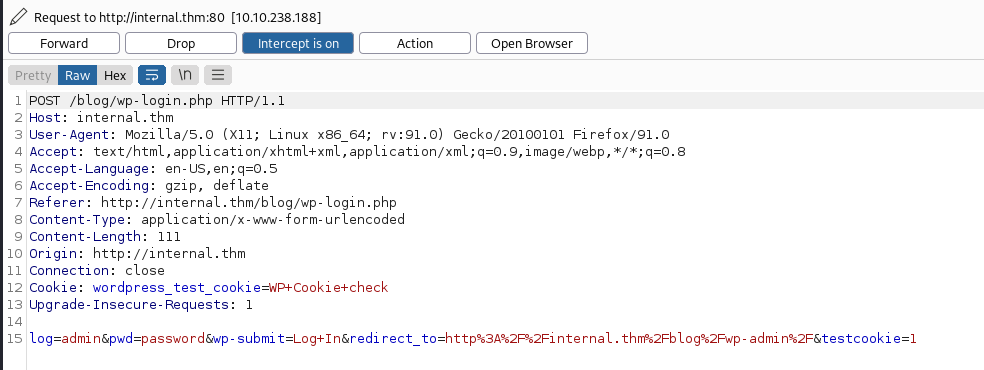 Request to http://internal.thm:80 [10.10.238.188]
Forward Drop Intercept is on Action Open Browser
Pretty Raw Hex \n
1 POST /blog/wp-login.php HTTP/1.1
2 Host: internal.thm
3 User-Agent: Mozilla/5.0 (X11; Linux x86_64; rv:91.0) Gecko/20100101 Firefox/91.0
4 Accept: text/html,application/xhtml+xml,application/xml;q=0.9,image/webp,*/*;q=0.8
5 Accept-Language: en-US,en;q=0.5
6 Accept-Encoding: gzip, deflate
7 Referer: http://internal.thm/blog/wp-login.php
8 Content-Type: application/x-www-form-urlencoded
9 Content-Length: 111
10 Origin: http://internal.thm
11 Connection: close
12 Cookie: wordpress_test_cookie=WP+Cookie+check
13 Upgrade-Insecure-Requests: 1
14
15 log=admin&pwd=password&wp-submit=Log+In&redirect_to=http%3A%2F%2Finternal.thm%2Fblog%2Fwp-admin%2F&testcookie=1